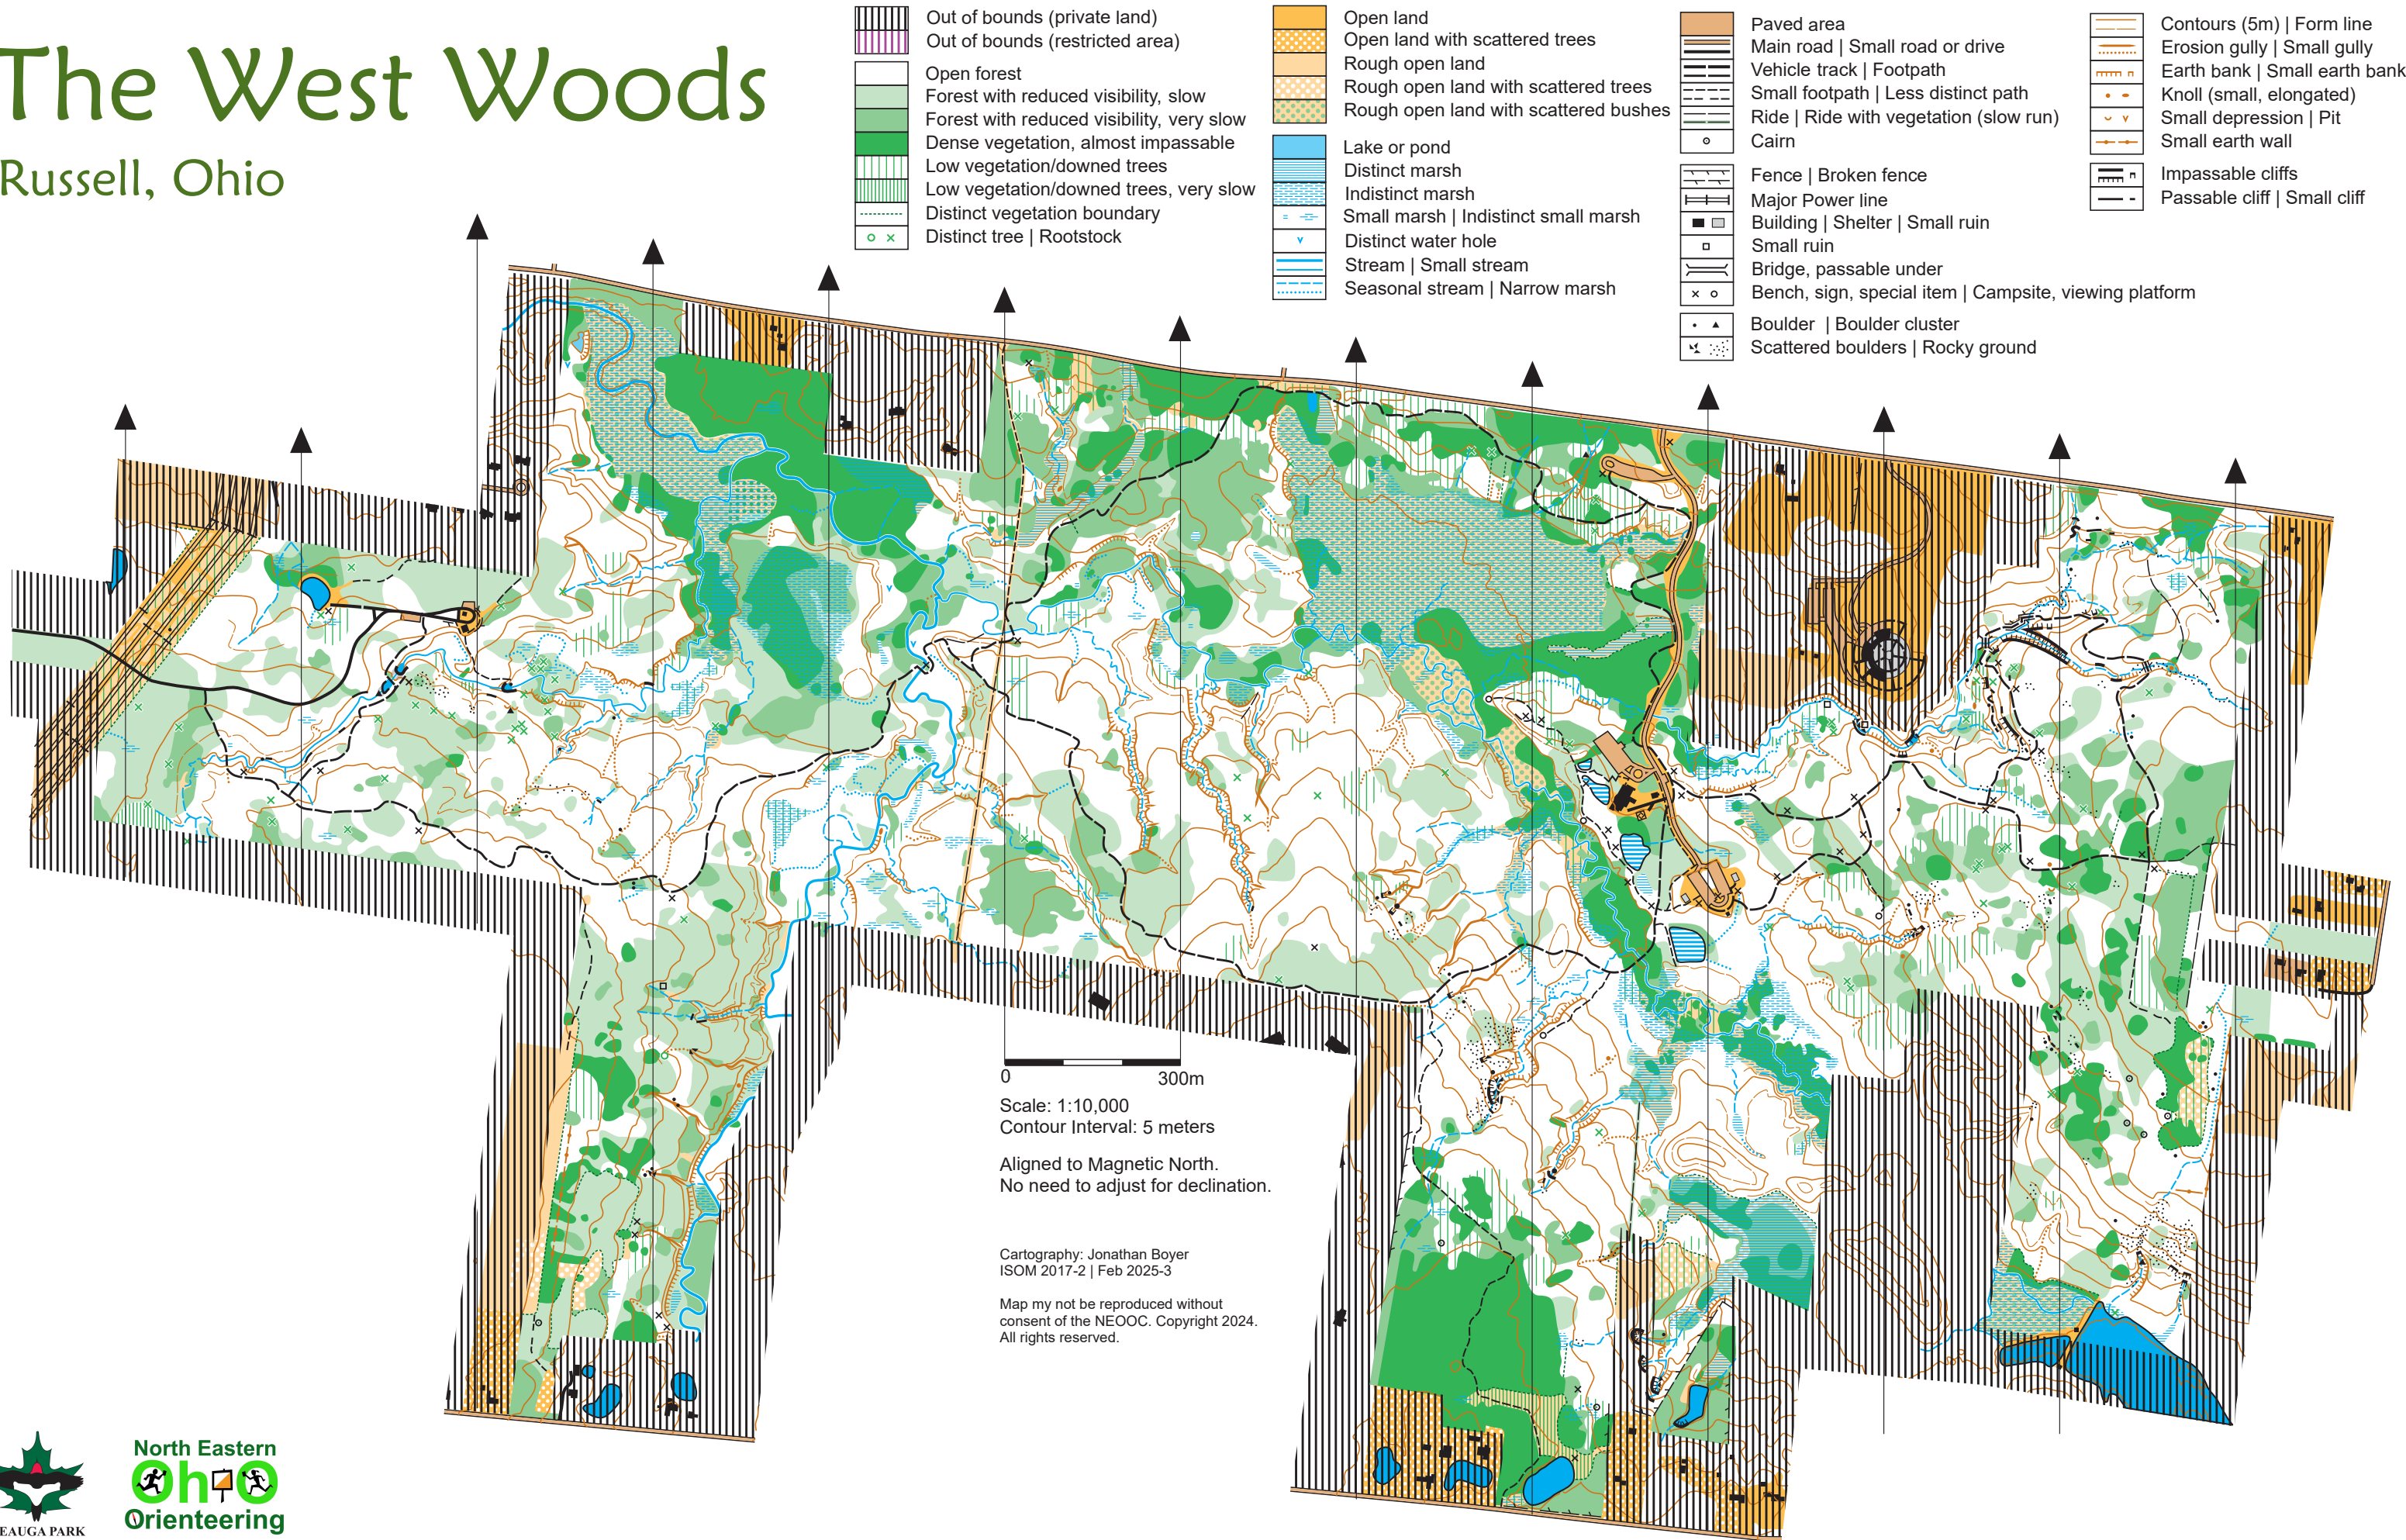 The West Woods
Russell, Ohio
Out of bounds (private land)
Out of bounds (restricted area)
Open forest
Forest with reduced visibility, slow
Forest with reduced visibility, very slow
Dense vegetation, almost impassable
Low vegetation/downed trees
Low vegetation/downed trees, very slow
Distinct vegetation boundary
Distinct tree | Rootstock
Open land
Open land with scattered trees
Rough open land
Rough open land with scattered trees
Rough open land with scattered bushes
Lake or pond
Distinct marsh
Indistinct marsh
Small marsh | Indistinct small marsh
Distinct water hole
Stream | Small stream
Seasonal stream | Narrow marsh
Paved area
Main road | Small road or drive
Vehicle track | Footpath
Small footpath | Less distinct path
Ride | Ride with vegetation (slow run)
Cairn
Fence | Broken fence
Major Power line
Building | Shelter | Small ruin
Small ruin
Bridge, passable under
Bench, sign, special item | Campsite, viewing platform
Boulder | Boulder cluster
Scattered boulders | Rocky ground
Contours (5m) | Form line
Erosion gully | Small gully
Earth bank | Small earth bank
Knoll (small, elongated)
Small depression | Pit
Small earth wall
Impassable cliffs
Passable cliff | Small cliff
0 300m
Scale: 1:10,000
Contour Interval: 5 meters
Aligned to Magnetic North.
No need to adjust for declination.
Cartography: Jonathan Boyer
ISOM 2017-2 | Feb 2025-3
Map my not be reproduced without
consent of the NEOOC. Copyright 2024.
All rights reserved.
EAUGA PARK
North Eastern
OhiO
Orienteering